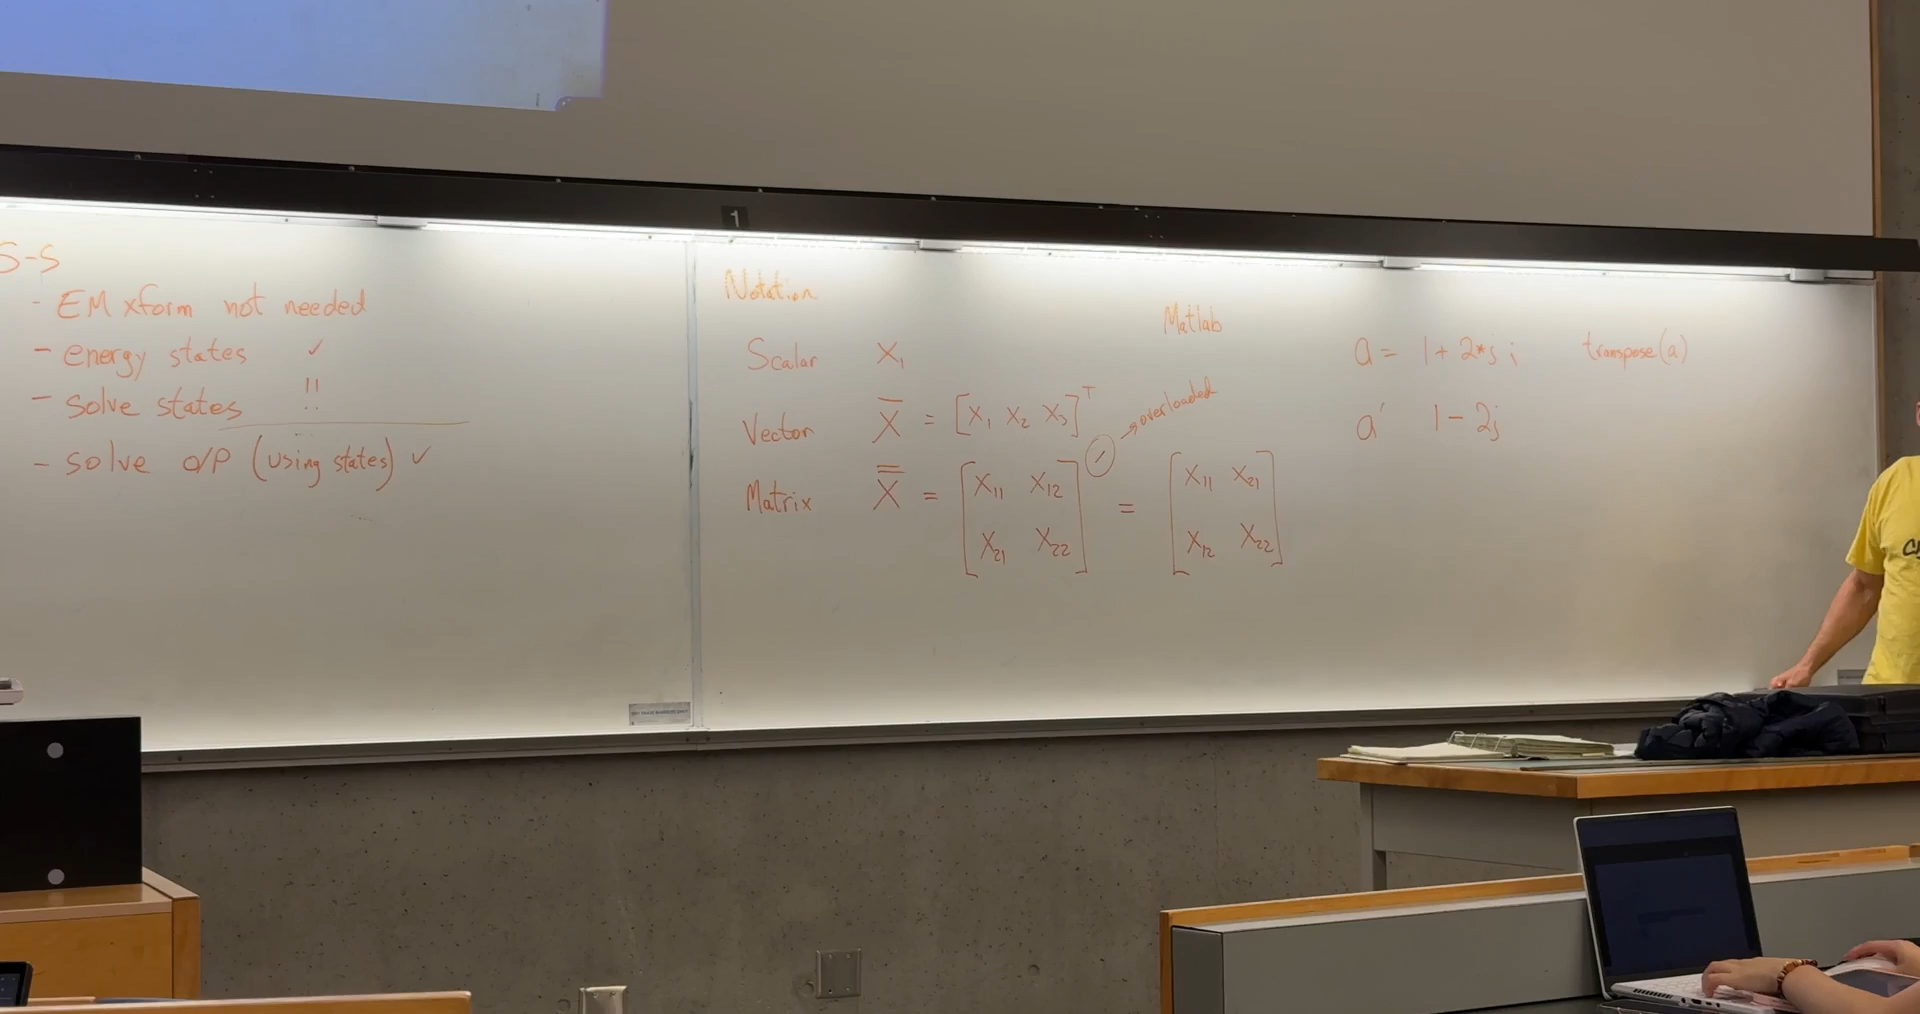 1
S-S
- EM xform not needed
- energy states ✓
- solve states !!
- solve o/p (using states) ✓
Notation
Matlab
Scalar X₁
Vector X̅ = [X₁ X₂ X₃]ᵀ
Matrix X̿ = [X₁₁ X₁₂
X₂₁ X₂₂]' = [X₁₁ X₂₁
X₁₂ X₂₂]
→ overloaded
a = 1 + 2*j; transpose(a)
a' 1 - 2j